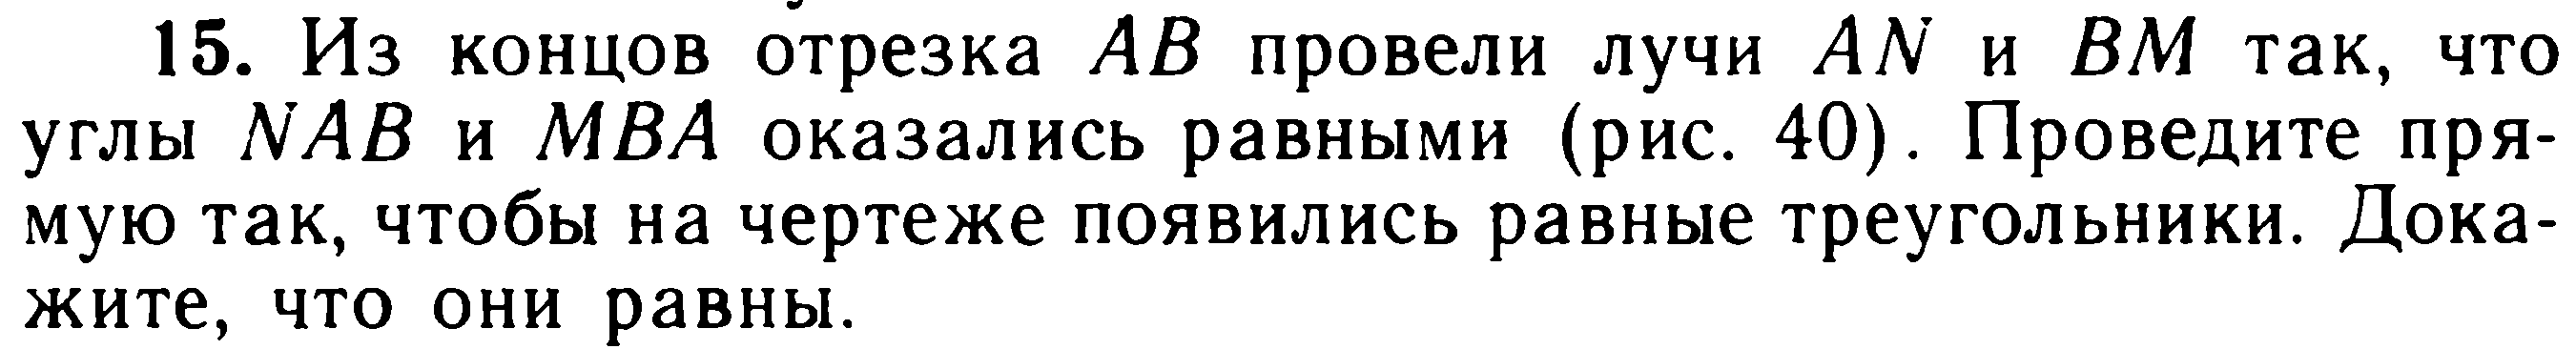 15. Из концов отрезка AB провели лучи AN и BM так, что
углы NAB и MBA оказались равными (рис. 40). Проведите пря-
мую так, чтобы на чертеже появились равные треугольники. Дока-
жите, что они равны.